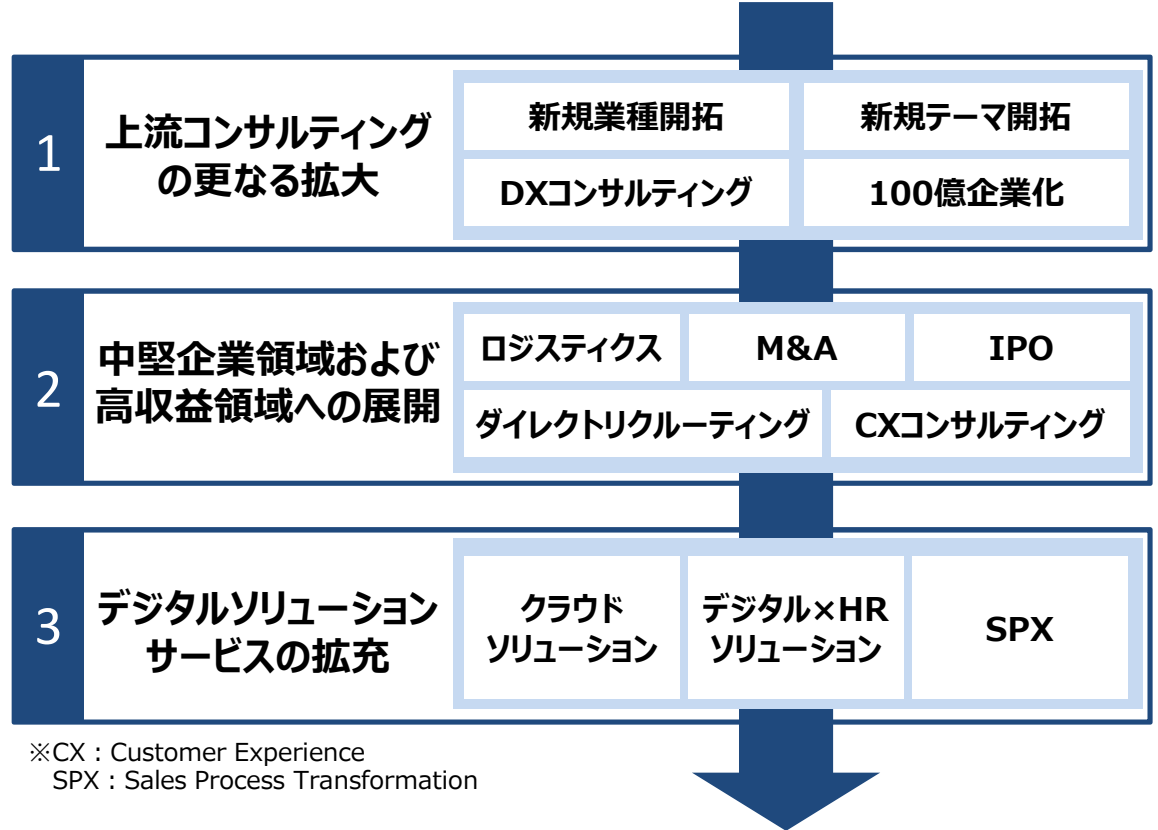 1
上流コンサルティング
の更なる拡大
新規業種開拓
新規テーマ開拓
DXコンサルティング
100億企業化
2
中堅企業領域および
高収益領域への展開
ロジスティクス
M&A
IPO
ダイレクトリクルーティング
CXコンサルティング
3
デジタルソリューション
サービスの拡充
クラウド
ソリューション
デジタル×HR
ソリューション
SPX
※CX：Customer Experience
SPX：Sales Process Transformation